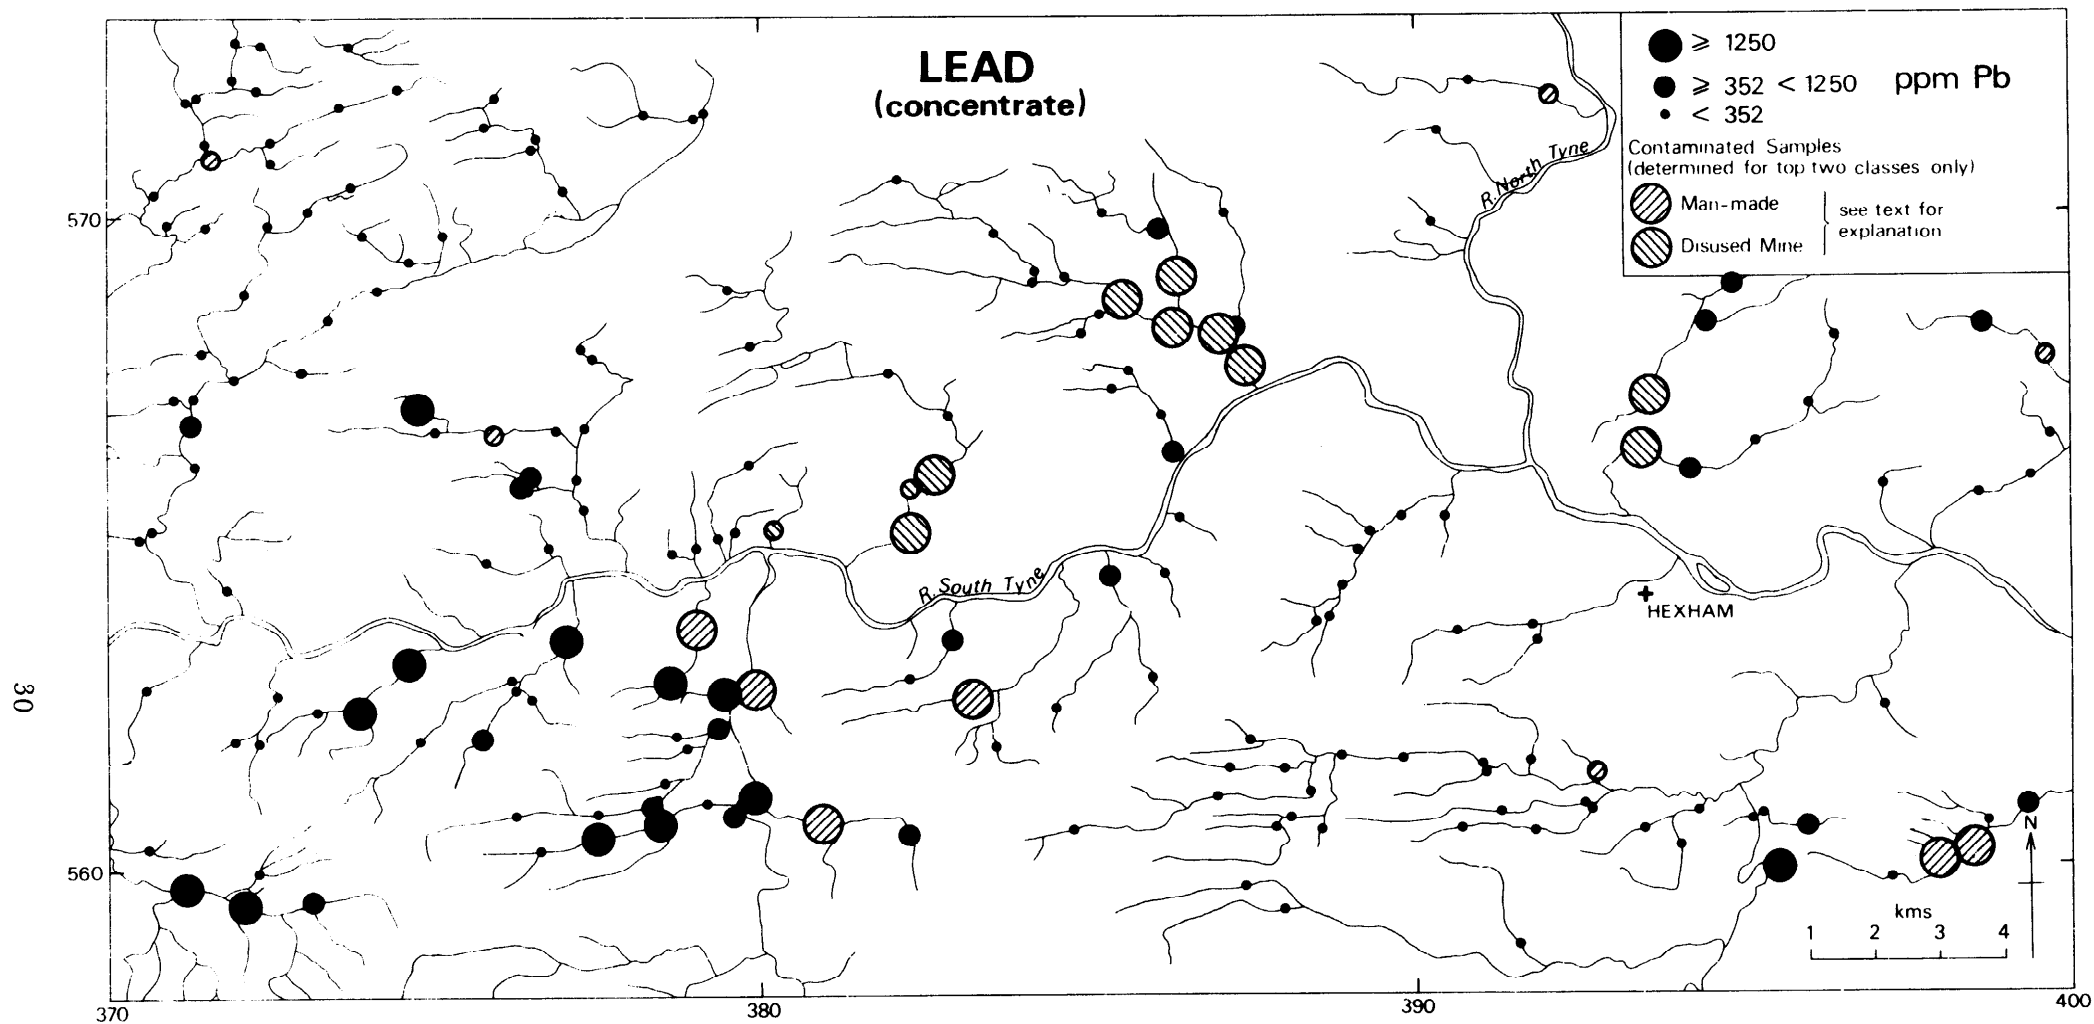 LEAD
(concentrate)
⩾ 1250
⩾ 352 < 1250 ppm Pb
< 352
Contaminated Samples
(determined for top two classes only)
Man-made
Disused Mine
see text for
explanation
R. North Tyne
570
R. South Tyne
HEXHAM
30
560
N
kms
1 2 3 4
370
380
390
400